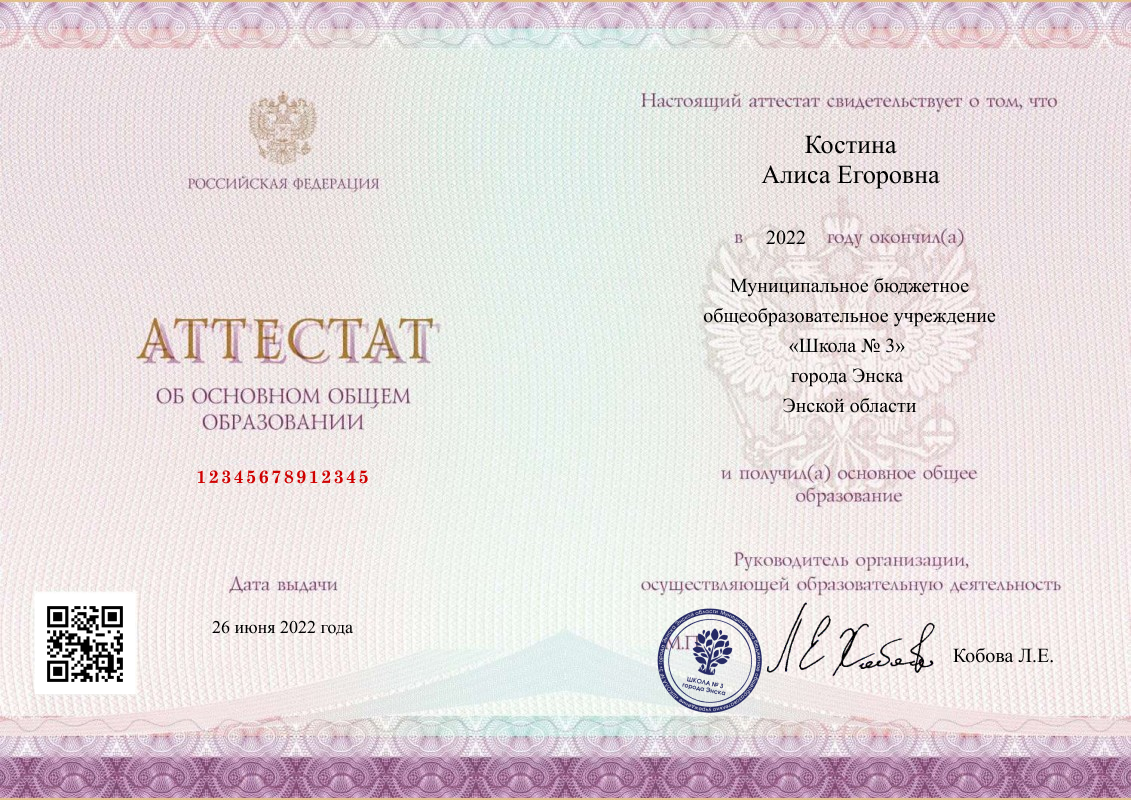 РОССИЙСКАЯ ФЕДЕРАЦИЯ
АТТЕСТАТ
ОБ ОСНОВНОМ ОБЩЕМ
ОБРАЗОВАНИИ
12345678912345
Дата выдачи
26 июня 2022 года
Настоящий аттестат свидетельствует о том, что
Костина
Алиса Егоровна
в 2022 году окончил(а)
Муниципальное бюджетное
общеобразовательное учреждение
«Школа № 3»
города Энска
Энской области
и получил(а) основное общее
образование
Руководитель организации,
осуществляющей образовательную деятельность
М.П.
ШКОЛА № 3
города Энска
Кобова Л.Е.